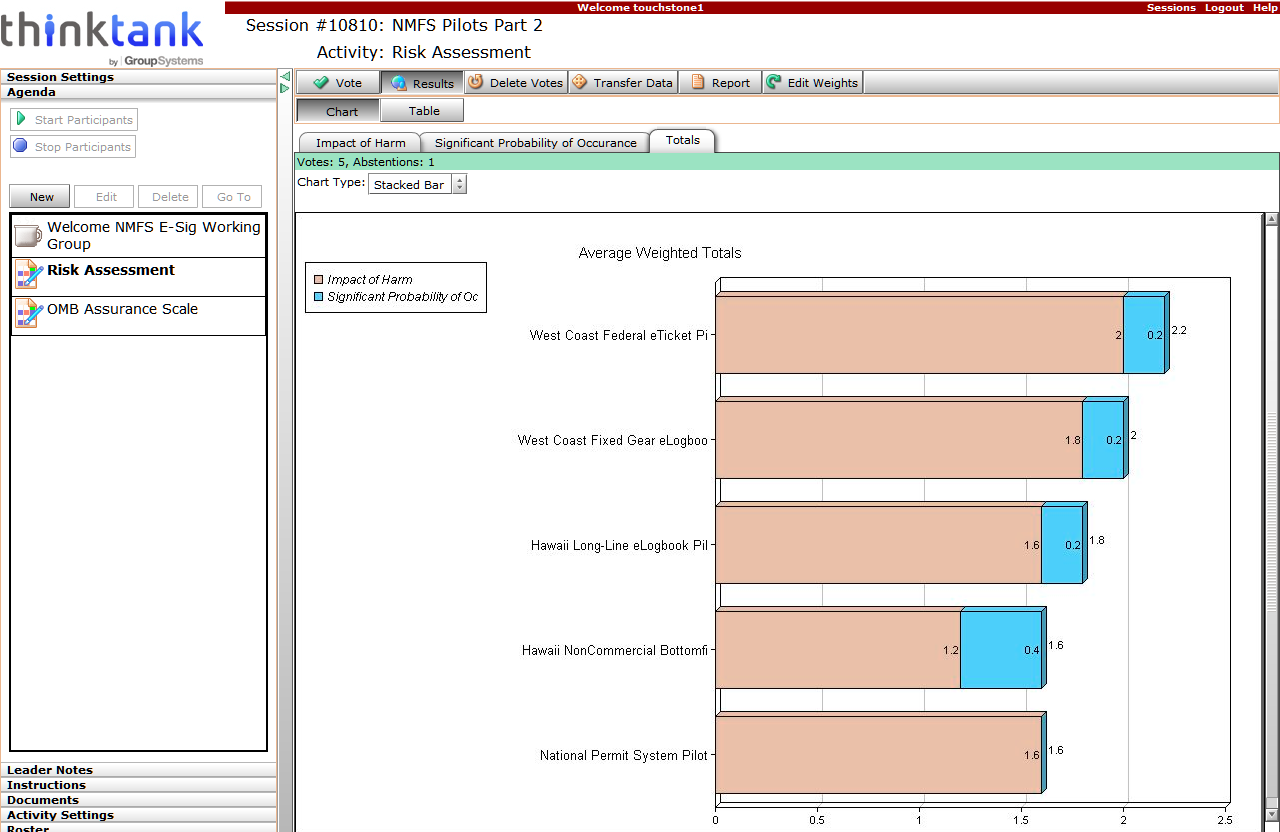 Welcome touchstone1
Sessions Logout Help
thinktank
by GroupSystems
Session #10810: NMFS Pilots Part 2
Activity: Risk Assessment
Session Settings
Agenda
Start Participants
Stop Participants
New Edit Delete Go To
Welcome NMFS E-Sig Working
Group
Risk Assessment
OMB Assurance Scale
Leader Notes
Instructions
Documents
Activity Settings
Roster
Vote Results Delete Votes Transfer Data Report Edit Weights
Chart Table
Impact of Harm Significant Probability of Occurance Totals
Votes: 5, Abstentions: 1
Chart Type: Stacked Bar
Average Weighted Totals
Impact of Harm
Significant Probability of Oc
West Coast Federal eTicket Pi 2 0.2 2.2
West Coast Fixed Gear eLogboo 1.8 0.2 2
Hawaii Long-Line eLogbook Pil 1.6 0.2 1.8
Hawaii NonCommercial Bottomfi 1.2 0.4 1.6
National Permit System Pilot 1.6 1.6
0 0.5 1 1.5 2 2.5